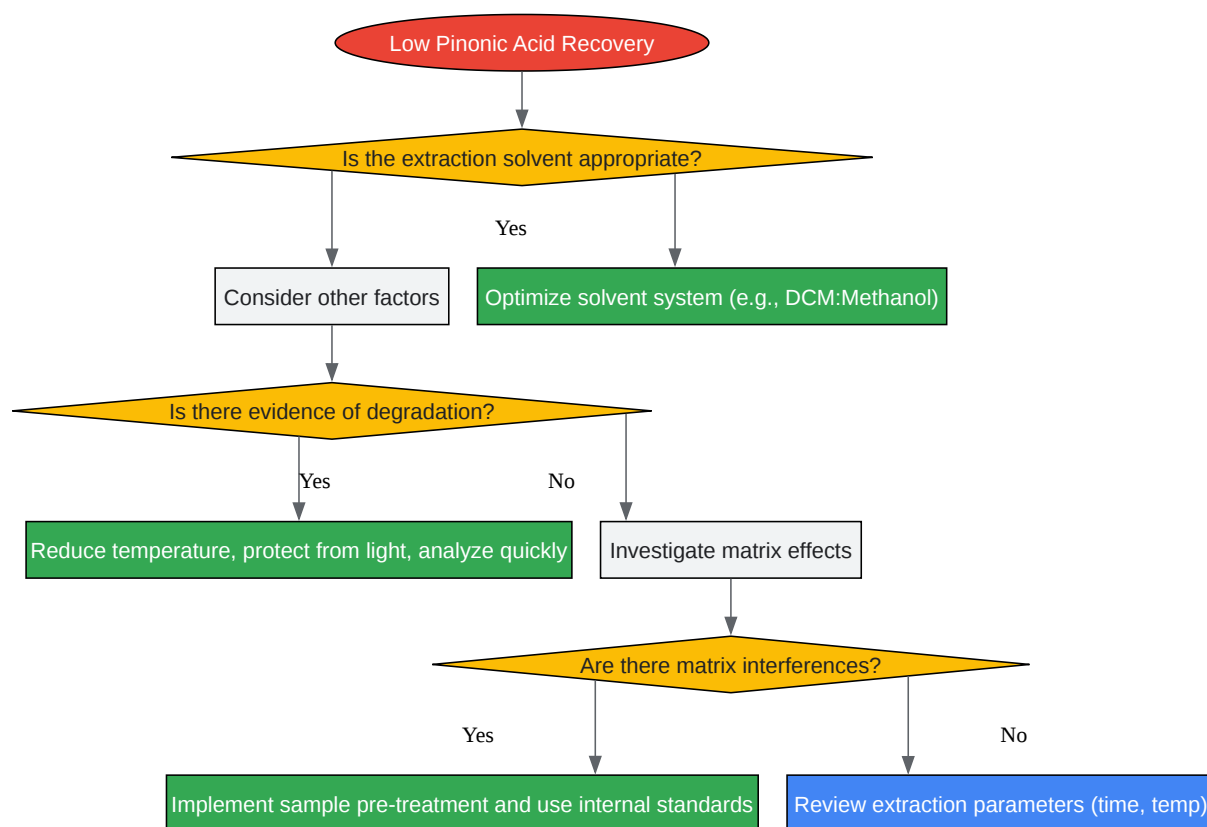 Low Pinonic Acid Recovery
Is the extraction solvent appropriate?
Yes
Consider other factors
Optimize solvent system (e.g., DCM:Methanol)
Is there evidence of degradation?
Yes
No
Reduce temperature, protect from light, analyze quickly
Investigate matrix effects
Are there matrix interferences?
Yes
No
Implement sample pre-treatment and use internal standards
Review extraction parameters (time, temp)